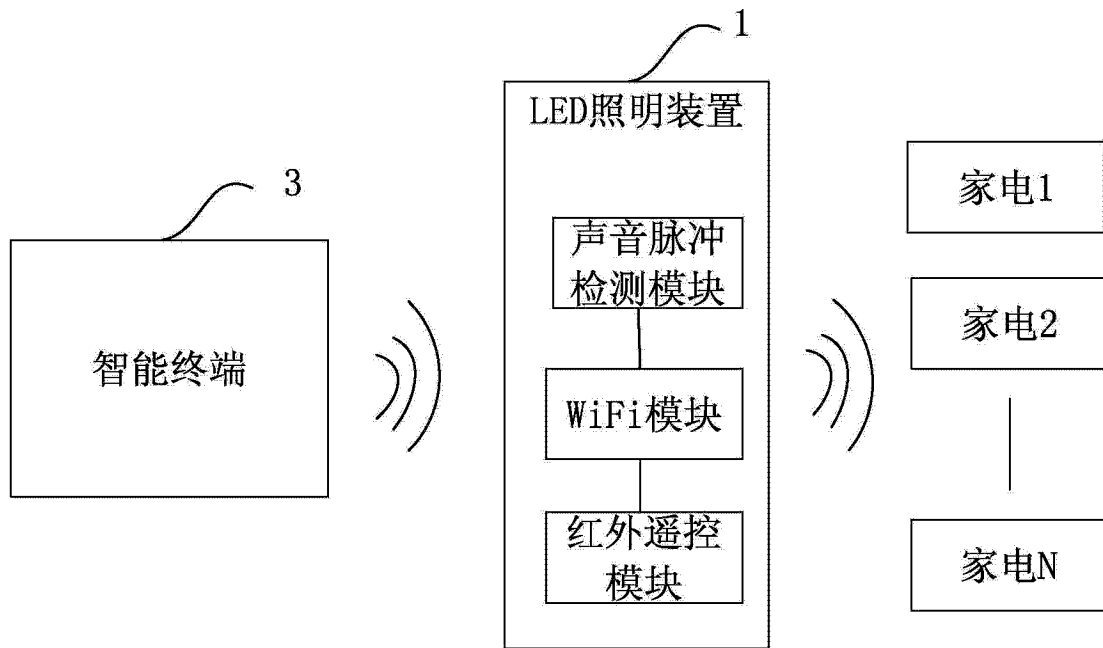 3
智能终端
1
LED照明装置
声音脉冲
检测模块
WiFi模块
红外遥控
模块
家电1
家电2
家电N